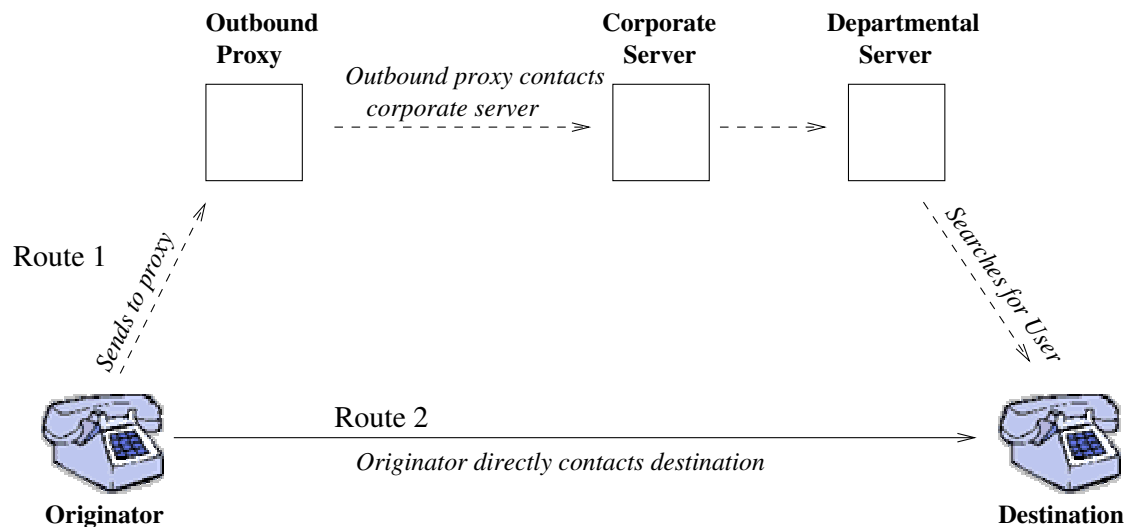 Outbound
Proxy
Corporate
Server
Departmental
Server
Outbound proxy contacts
corporate server
Route 1
Sends to proxy
Searches for User
Route 2
Originator directly contacts destination
Originator
Destination